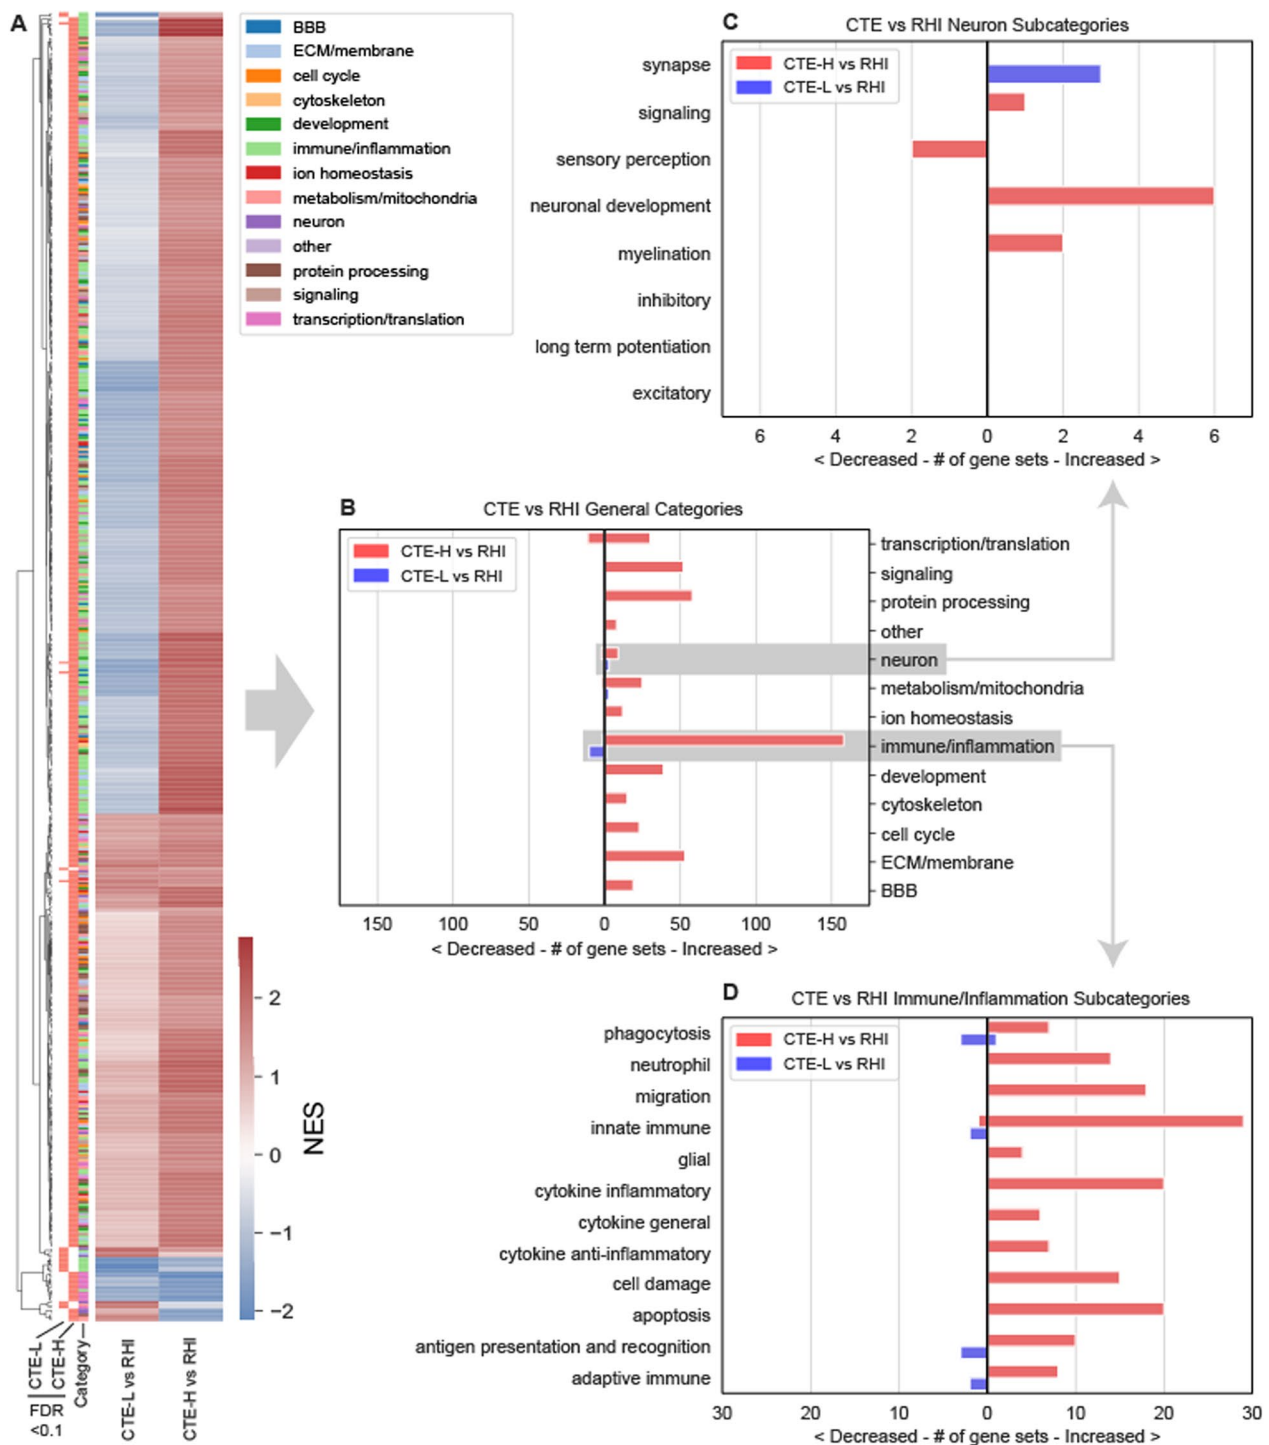 A
BBB
ECM/membrane
cell cycle
cytoskeleton
development
immune/inflammation
ion homeostasis
metabolism/mitochondria
neuron
other
protein processing
signaling
transcription/translation
2
1
0
−1
−2
NES
CTE-L
CTE-H
FDR
<0.1
Category
CTE-L vs RHI
CTE-H vs RHI
C
CTE vs RHI Neuron Subcategories
CTE-H vs RHI
CTE-L vs RHI
synapse
signaling
sensory perception
neuronal development
myelination
inhibitory
long term potentiation
excitatory
6 4 2 0 2 4 6
< Decreased - # of gene sets - Increased >
B
CTE vs RHI General Categories
CTE-H vs RHI
CTE-L vs RHI
transcription/translation
signaling
protein processing
other
neuron
metabolism/mitochondria
ion homeostasis
immune/inflammation
development
cytoskeleton
cell cycle
ECM/membrane
BBB
150 100 50 0 50 100 150
< Decreased - # of gene sets - Increased >
D
CTE vs RHI Immune/Inflammation Subcategories
CTE-H vs RHI
CTE-L vs RHI
phagocytosis
neutrophil
migration
innate immune
glial
cytokine inflammatory
cytokine general
cytokine anti-inflammatory
cell damage
apoptosis
antigen presentation and recognition
adaptive immune
30 20 10 0 10 20 30
< Decreased - # of gene sets - Increased >